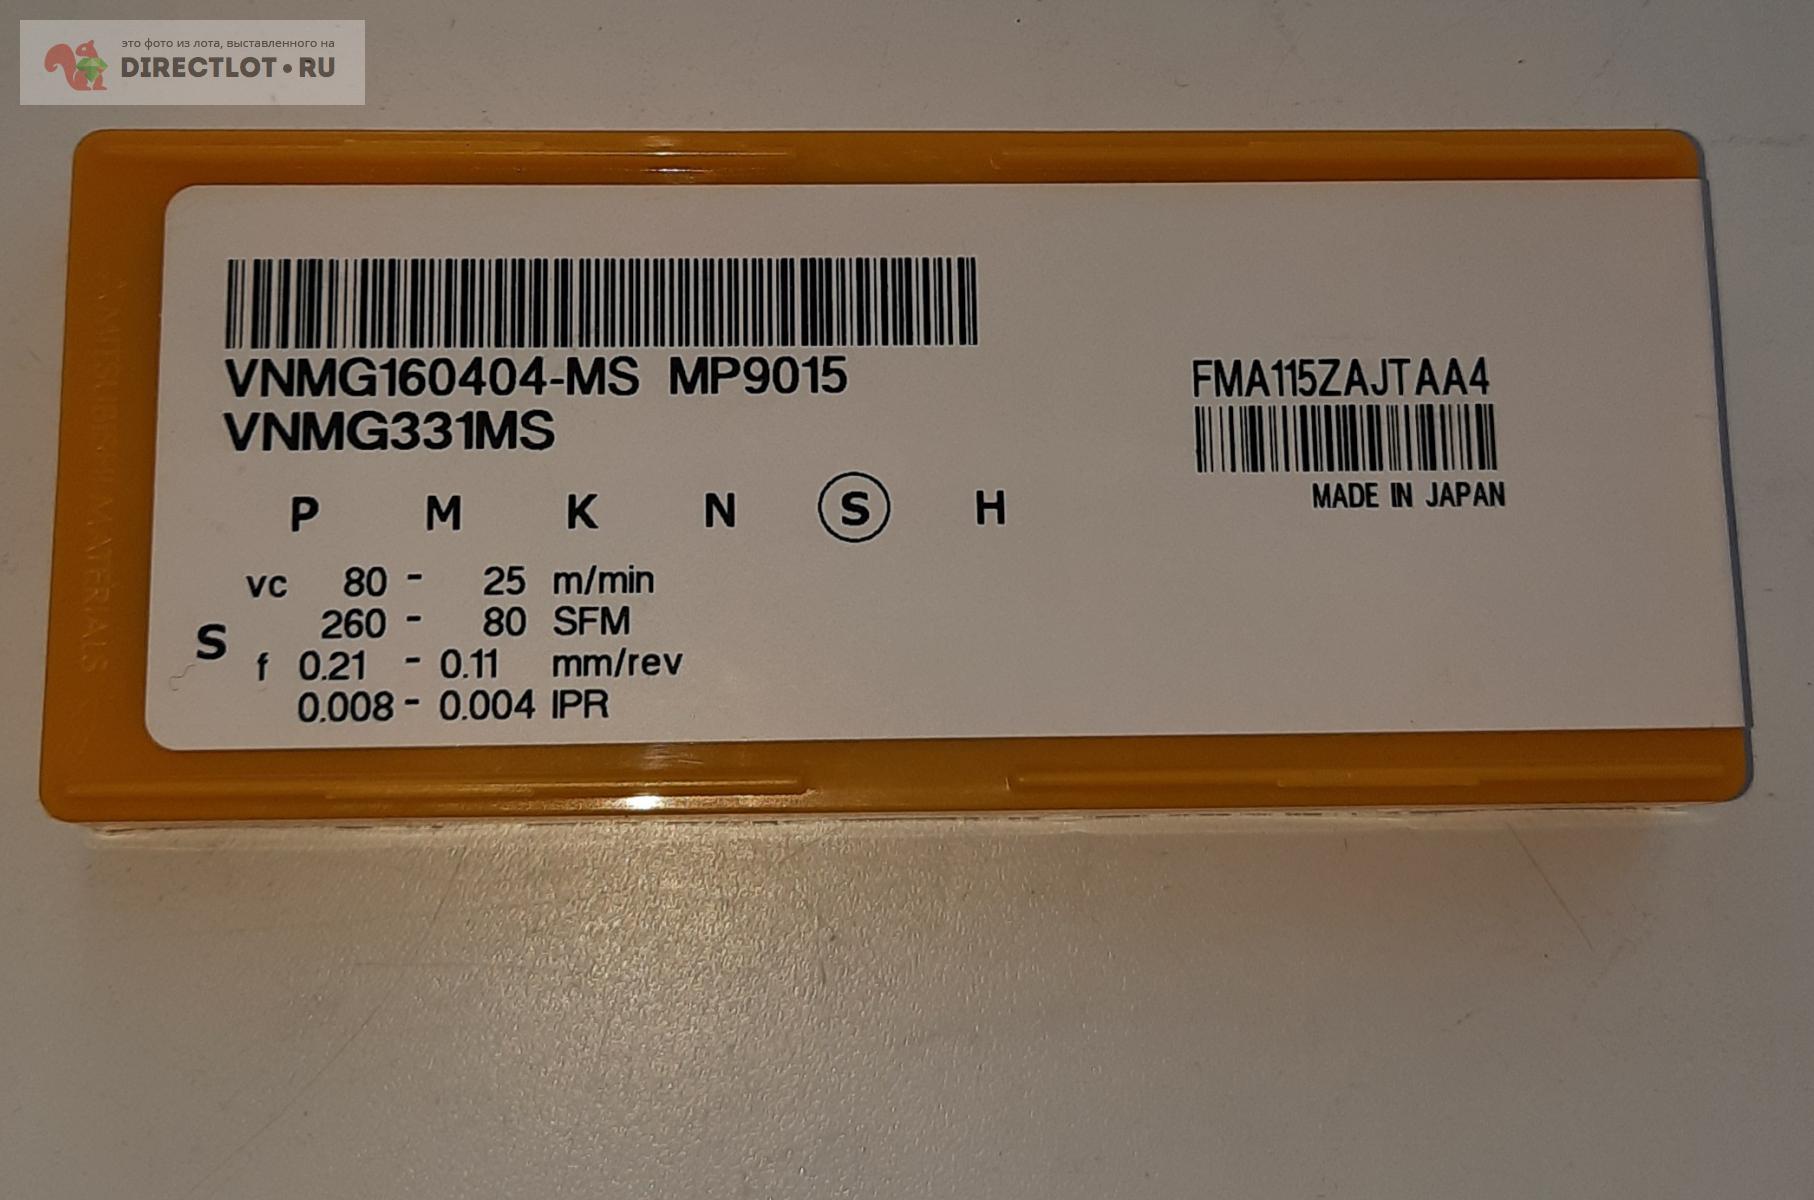 это фото из лота, выставленного на
DIRECTLOT•RU
VNMG160404-MS MP9015
VNMG331MS
FMA115ZAJTAA4
MADE IN JAPAN
P M K N S H
vc 80 - 25 m/min
260 - 80 SFM
S
f 0.21 - 0.11 mm/rev
0.008 - 0.004 IPR
MITSUBISHI MATERIALS